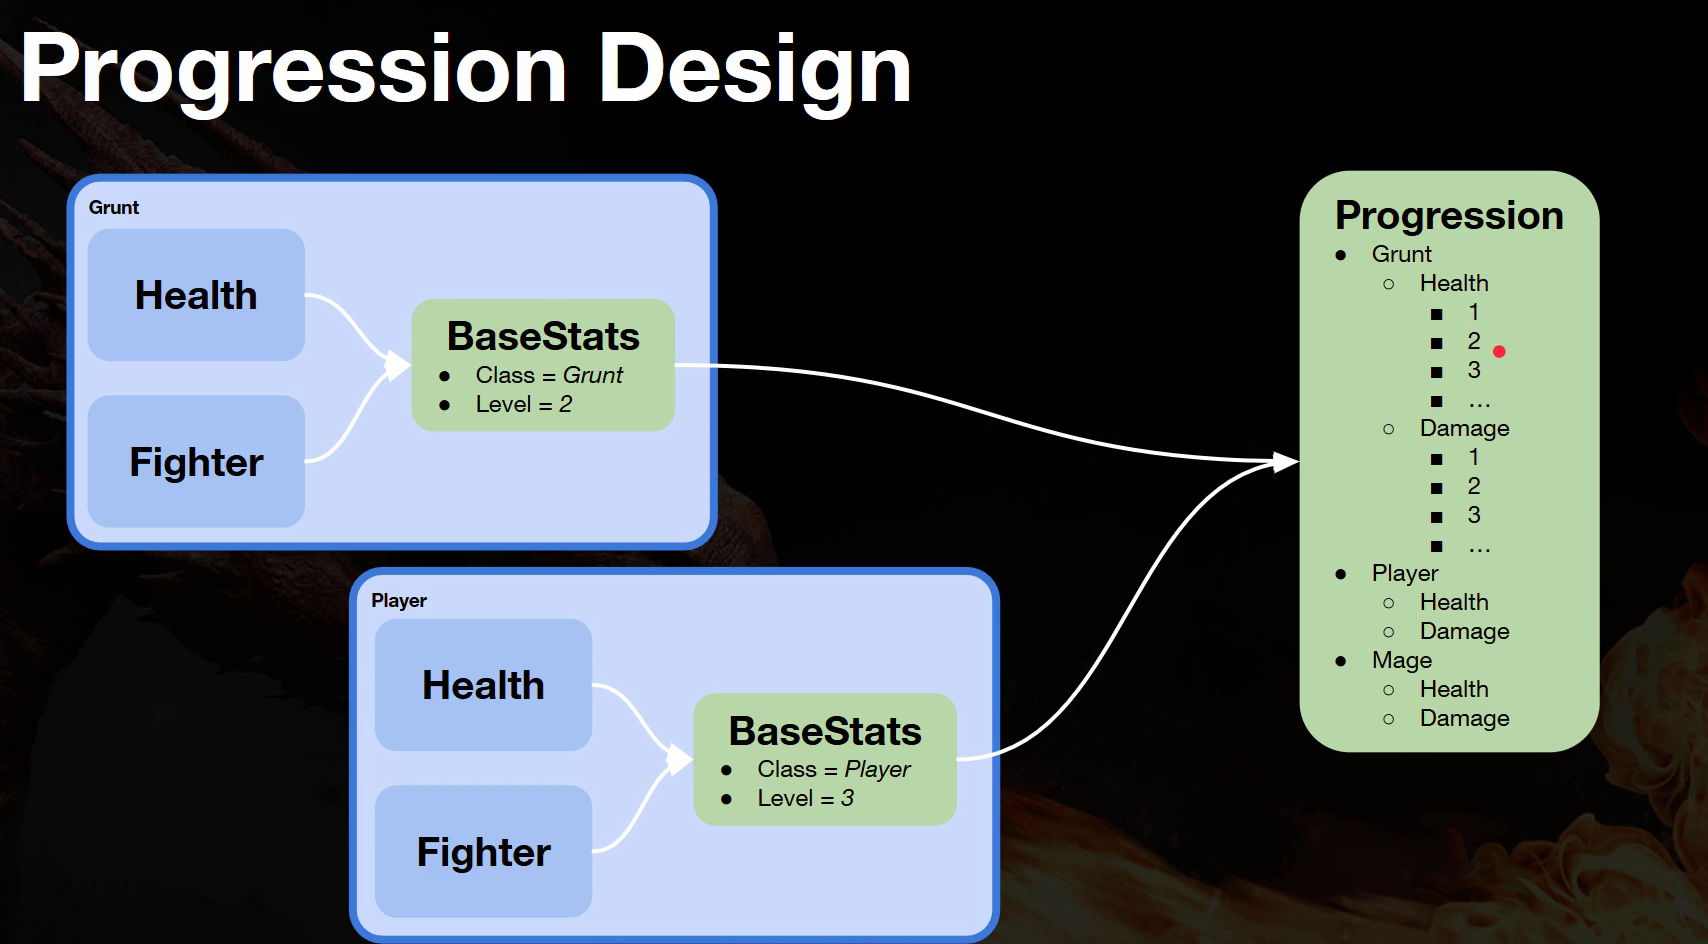 Progression Design
Grunt
Health
Fighter
BaseStats
● Class = Grunt
● Level = 2
Player
Health
Fighter
BaseStats
● Class = Player
● Level = 3
Progression
● Grunt
○ Health
■ 1
■ 2
■ 3
■ …
○ Damage
■ 1
■ 2
■ 3
■ …
● Player
○ Health
○ Damage
● Mage
○ Health
○ Damage